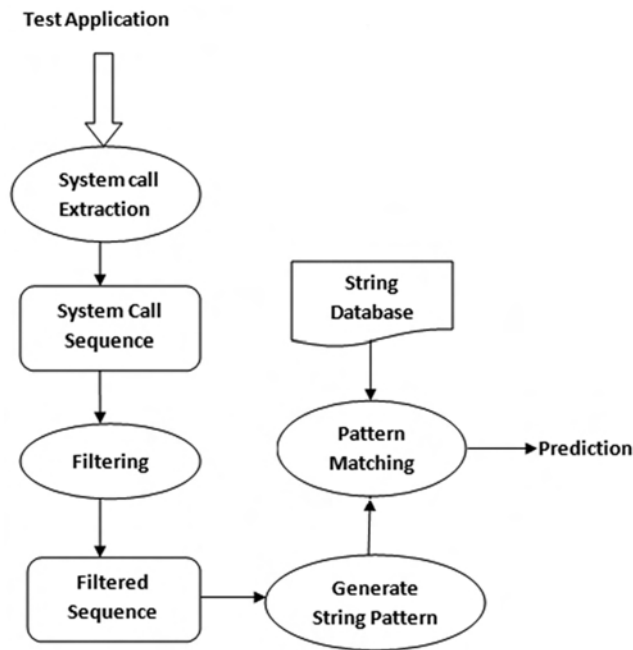 Test Application
System call
Extraction
System Call
Sequence
Filtering
Filtered
Sequence
Generate
String Pattern
String
Database
Pattern
Matching
Prediction